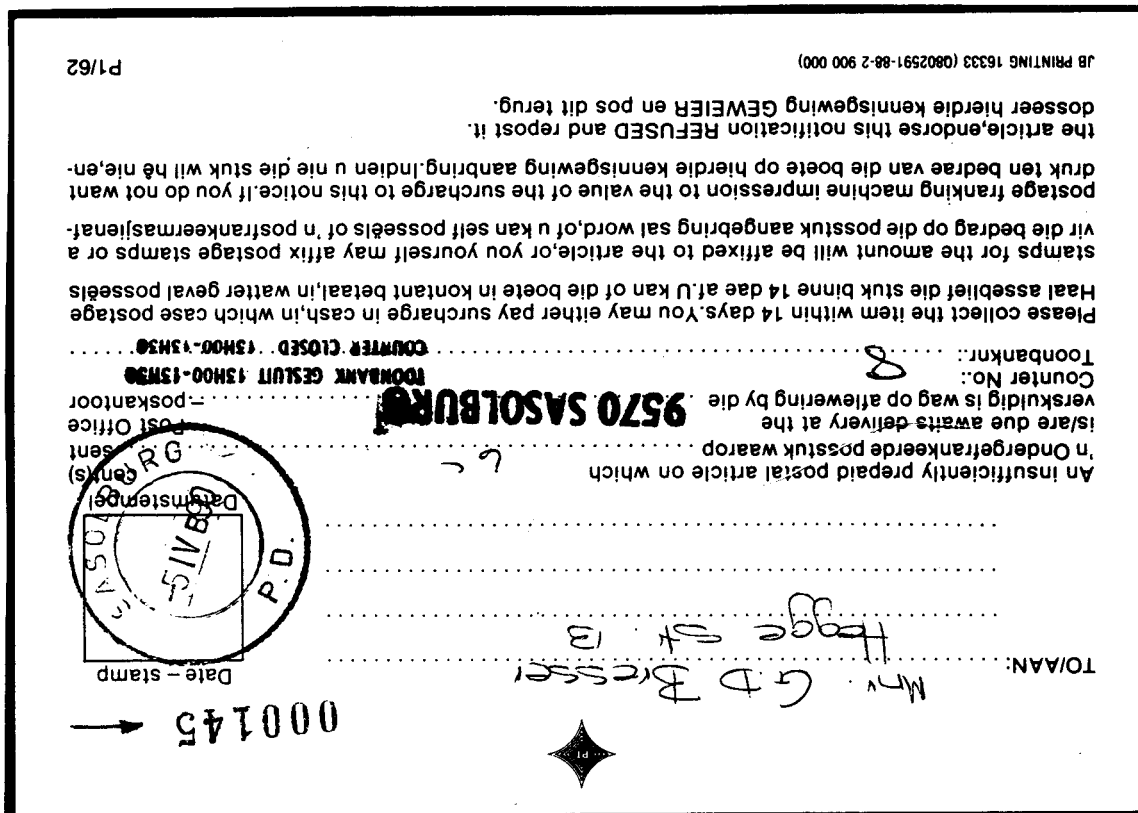 000145
Date – stamp
TO/AAN: Mnv. G.D Bresser
Hogge St. 13
SASOLBURG
5 IV B90
P.D.
Datumstempel
An insufficiently prepaid postal article on which cent(s)
'n Ondergefrankeerde posstuk waarop sent
is/are due awaits delivery at the Post Office
verskuldig is wag op aflewering by die –poskantoor
9570 SASOLBURG
Counter No.: 8
Toonbanknr.:
TOONBANK GESLUIT 13H00-13H30
COUNTER CLOSED 13H00-13H30
Please collect the item within 14 days.You may either pay surcharge in cash,in which case postage
Haal asseblief die stuk binne 14 dae af.U kan of die boete in kontant betaal,in watter geval posseëls
stamps for the amount will be affixed to the article,or you yourself may affix postage stamps or a
vir die bedrag op die posstuk aangebring sal word,of u kan self posseëls of 'n postfrankeermasjienaf-
postage franking machine impression to the value of the surcharge to this notice.If you do not want
druk ten bedrae van die boete op hierdie kennisgewing aanbring.Indien u nie die stuk wil hê nie,en-
the article,endorse this notification REFUSED and repost it.
dosseer hierdie kennisgewing GEWEIER en pos dit terug.
JB PRINTING 16333 (Q802591-88-2 900 000)
P1/62